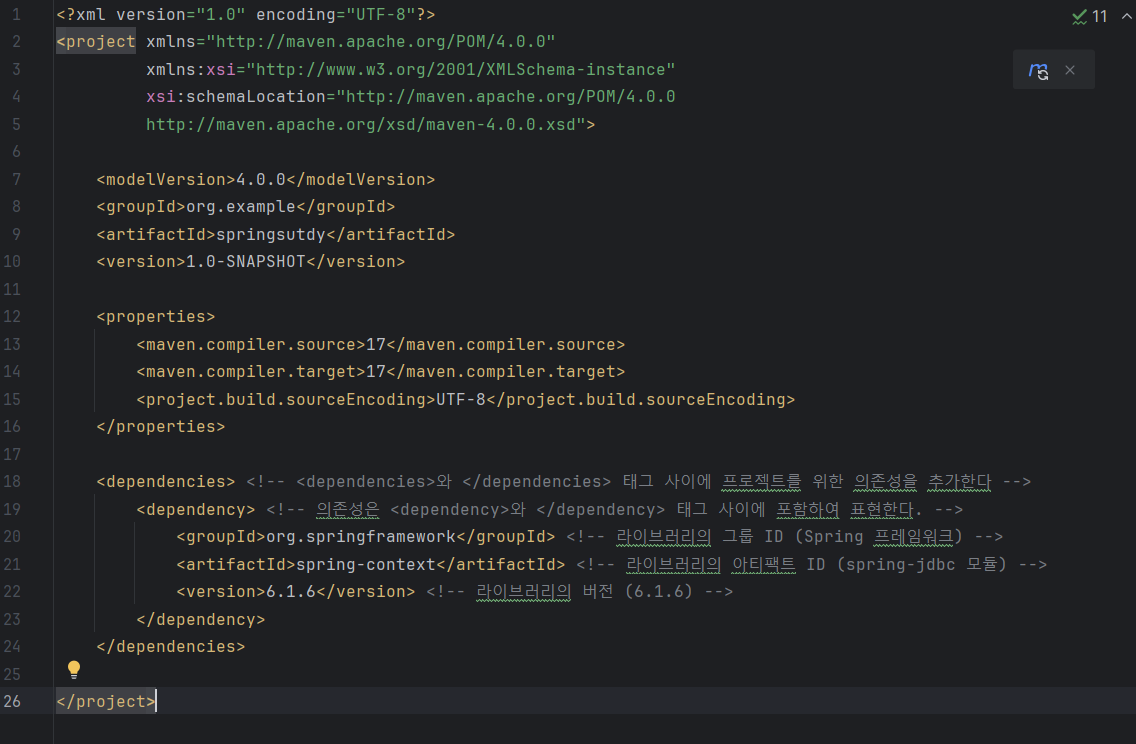 1 <?xml version="1.0" encoding="UTF-8"?>
11
2 <project xmlns="http://maven.apache.org/POM/4.0.0"
3 xmlns:xsi="http://www.w3.org/2001/XMLSchema-instance"
4 xsi:schemaLocation="http://maven.apache.org/POM/4.0.0
5 http://maven.apache.org/xsd/maven-4.0.0.xsd">
6
7 <modelVersion>4.0.0</modelVersion>
8 <groupId>org.example</groupId>
9 <artifactId>springsutdy</artifactId>
10 <version>1.0-SNAPSHOT</version>
11
12 <properties>
13 <maven.compiler.source>17</maven.compiler.source>
14 <maven.compiler.target>17</maven.compiler.target>
15 <project.build.sourceEncoding>UTF-8</project.build.sourceEncoding>
16 </properties>
17
18 <dependencies> <!-- <dependencies>와 </dependencies> 태그 사이에 프로젝트를 위한 의존성을 추가한다 -->
19 <dependency> <!-- 의존성은 <dependency>와 </dependency> 태그 사이에 포함하여 표현한다. -->
20 <groupId>org.springframework</groupId> <!-- 라이브러리의 그룹 ID (Spring 프레임워크) -->
21 <artifactId>spring-context</artifactId> <!-- 라이브러리의 아티팩트 ID (spring-jdbc 모듈) -->
22 <version>6.1.6</version> <!-- 라이브러리의 버전 (6.1.6) -->
23 </dependency>
24 </dependencies>
25
26 </project>